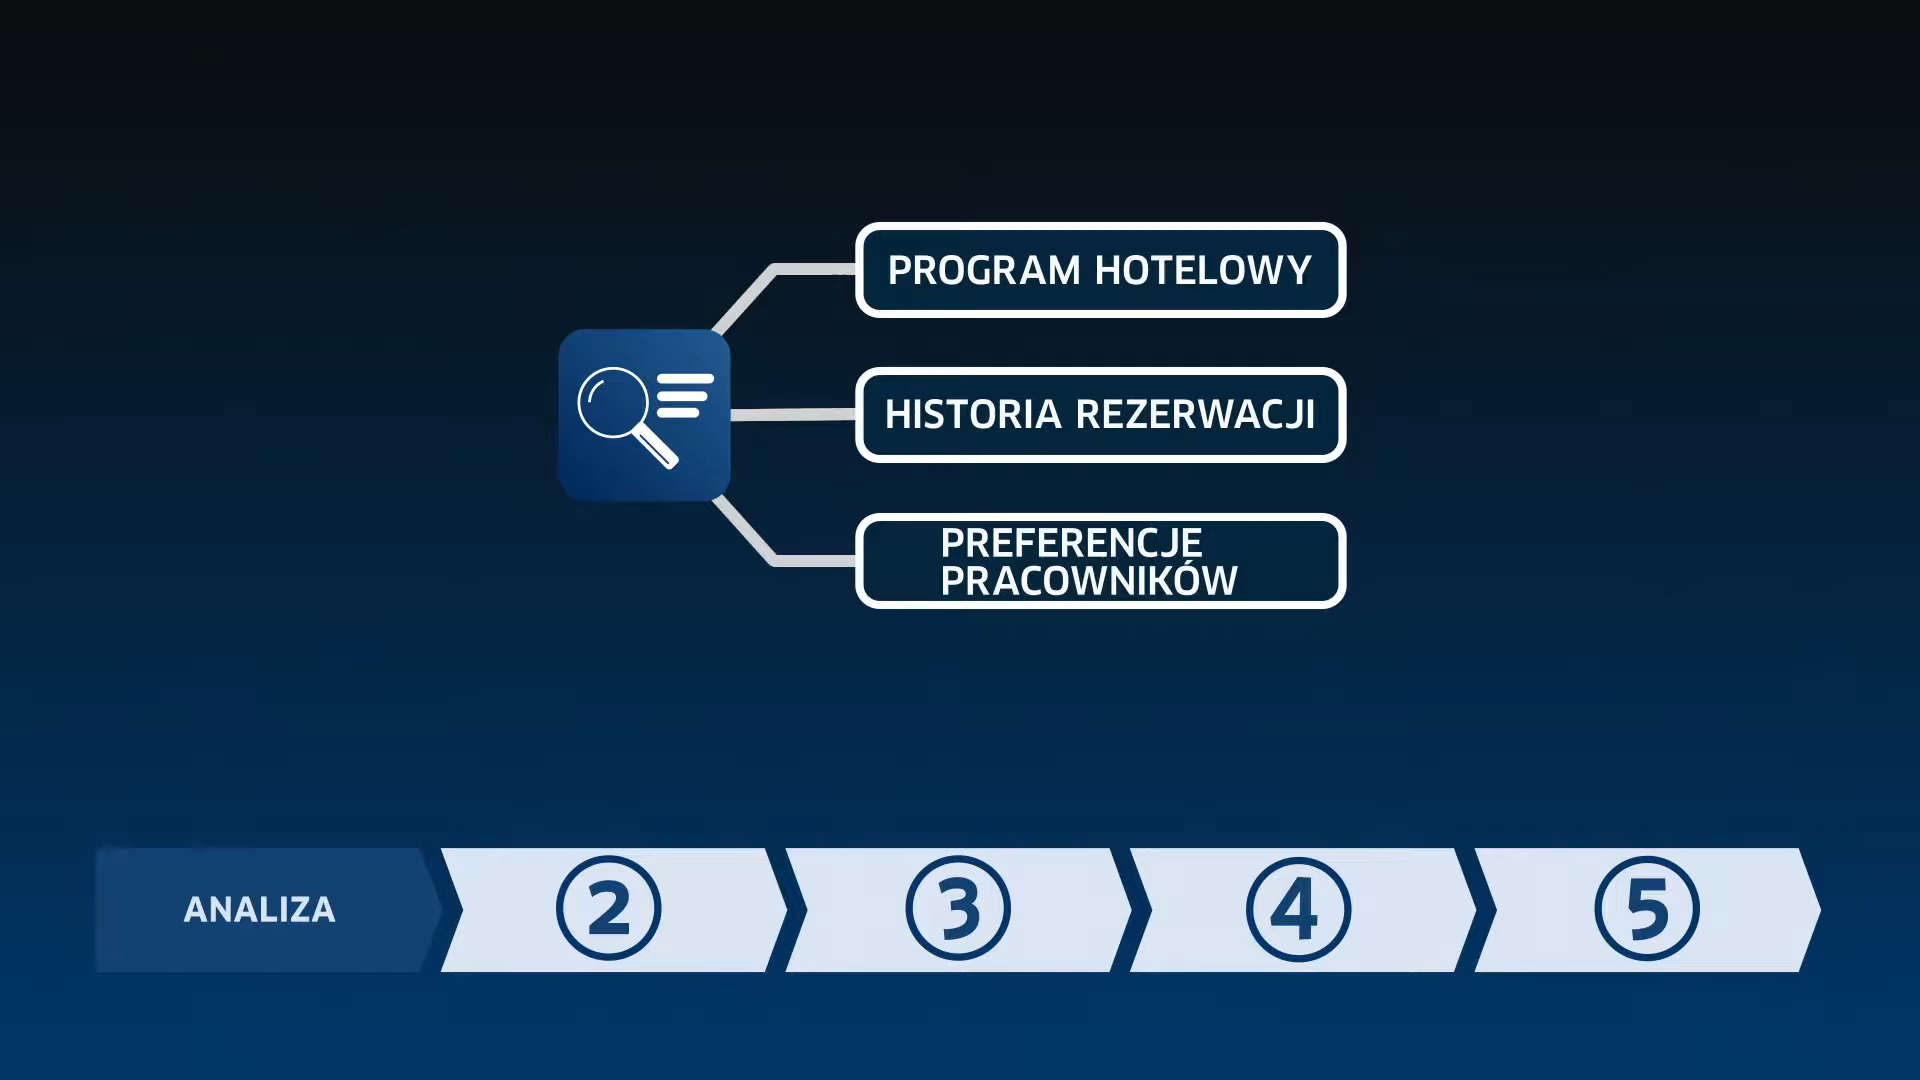 PROGRAM HOTELOWY
HISTORIA REZERWACJI
PREFERENCJE
PRACOWNIKÓW
ANALIZA
2
3
4
5